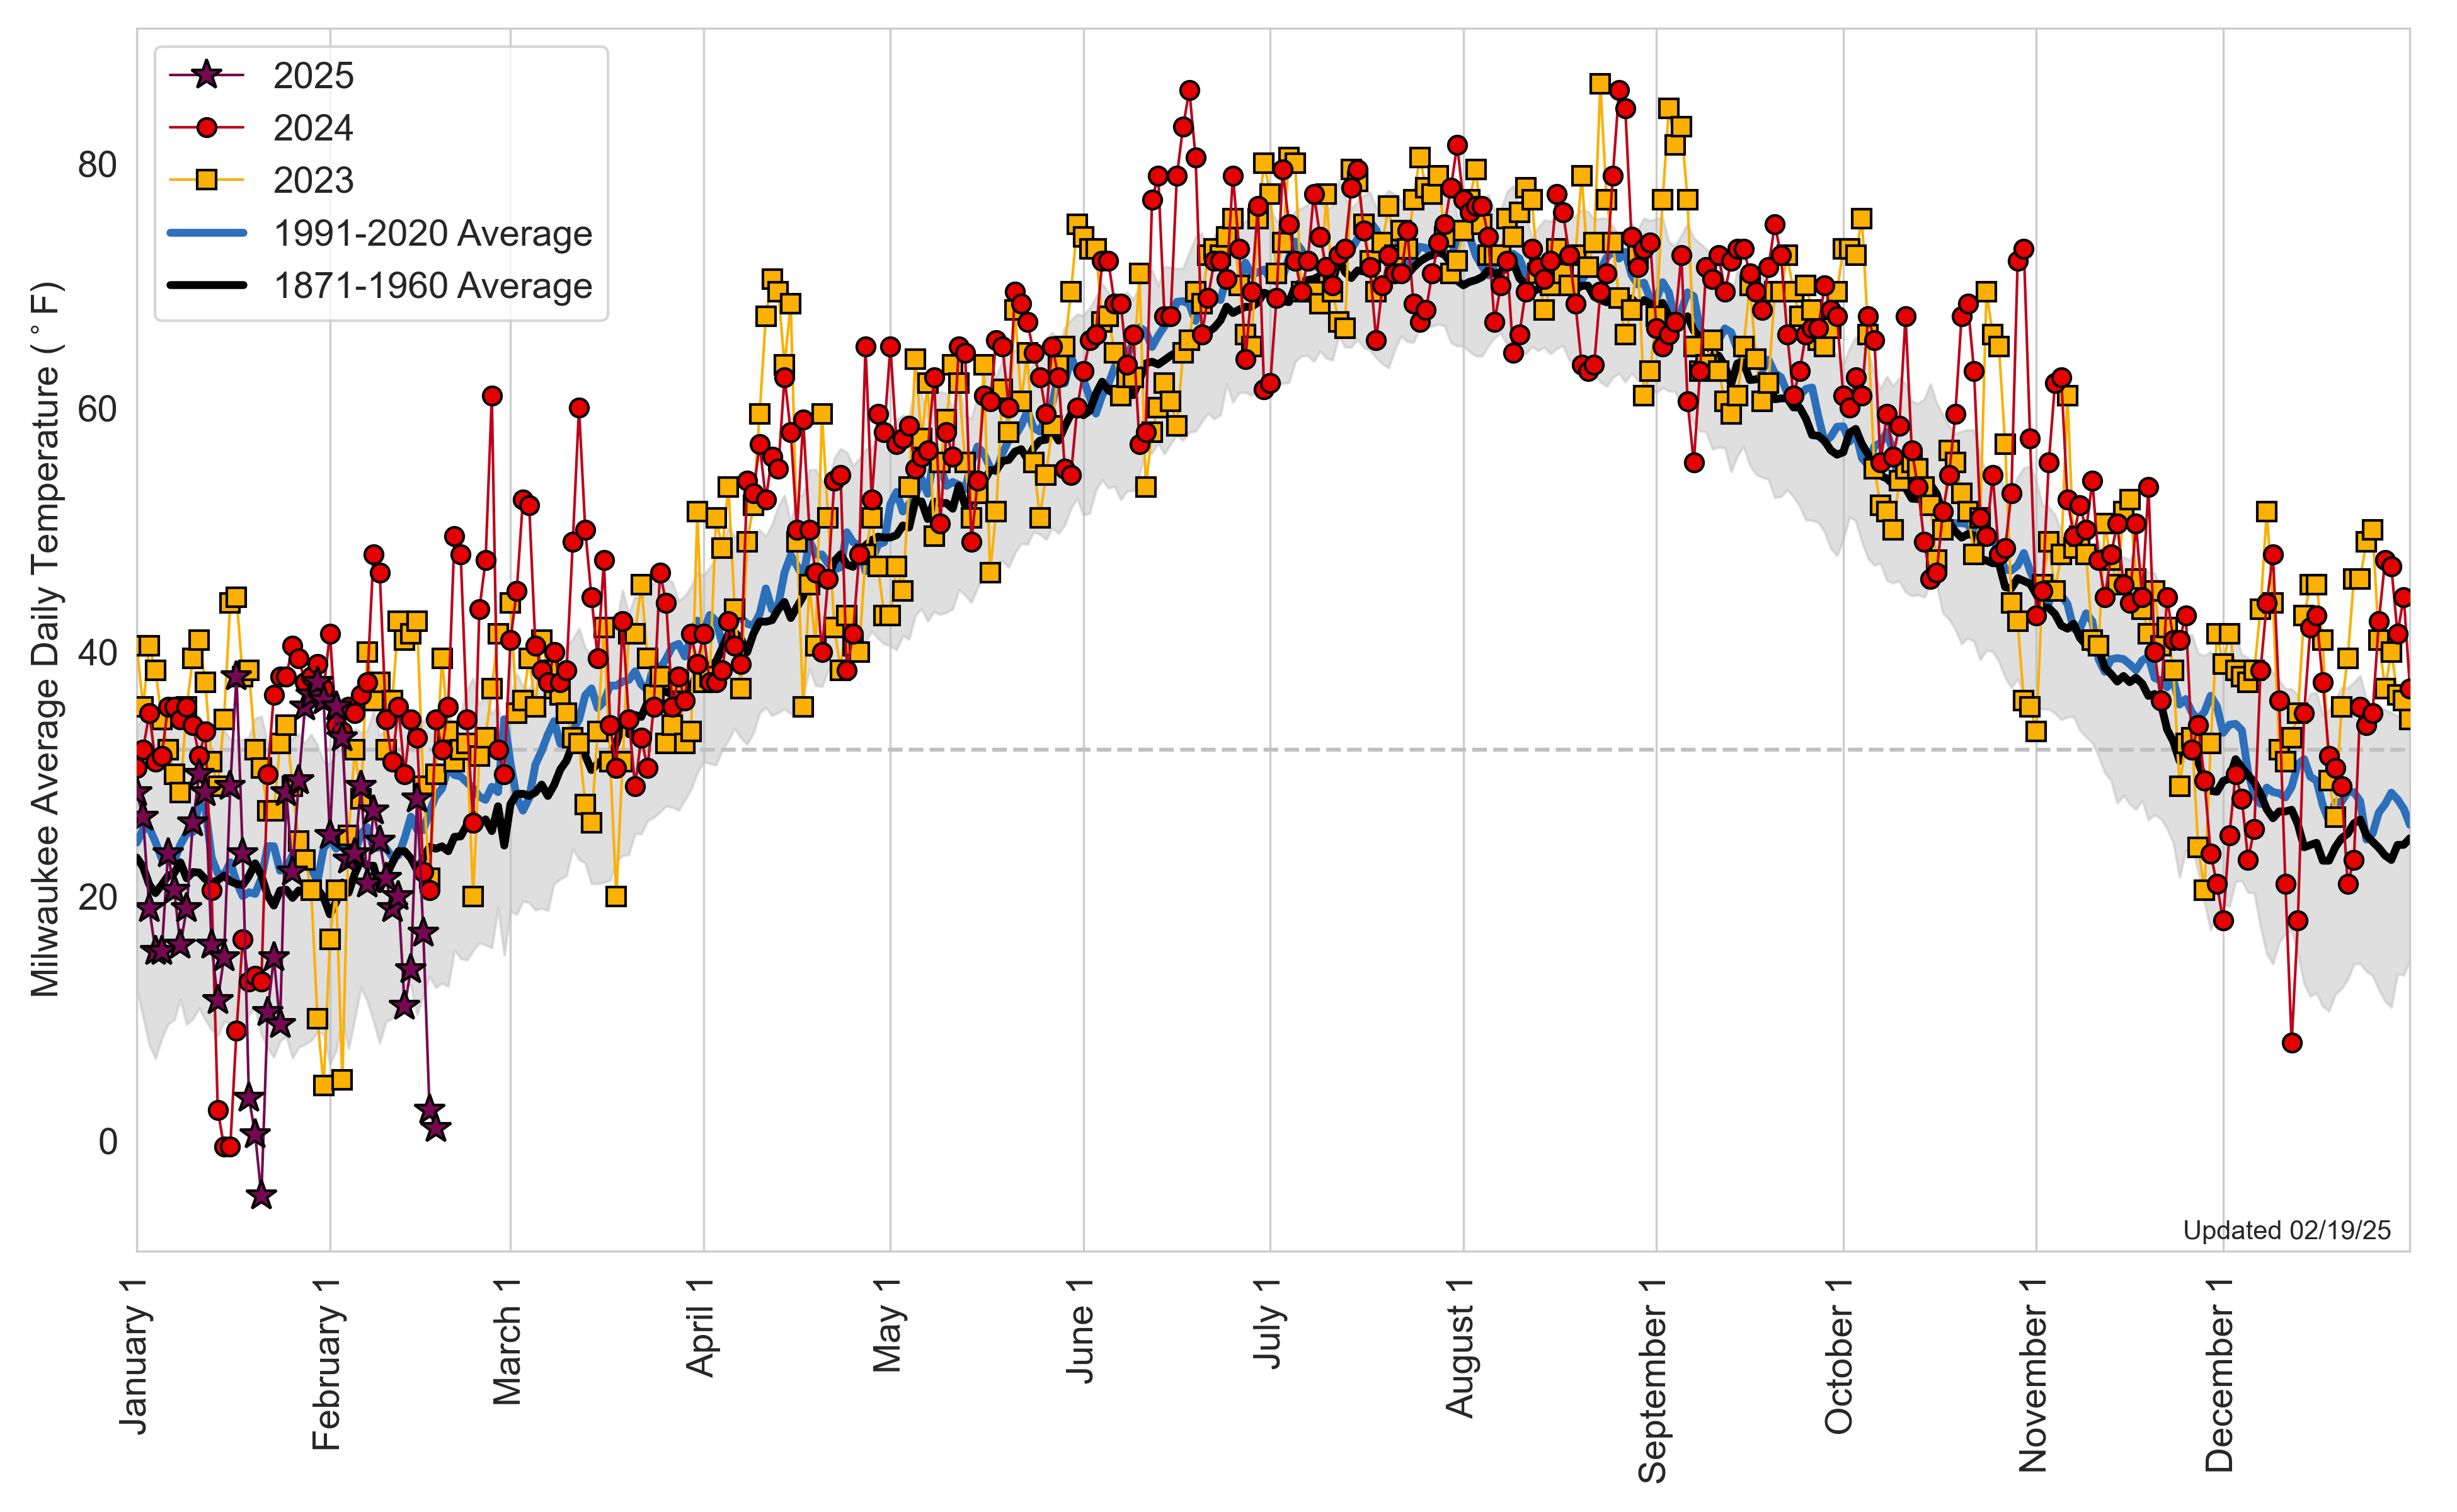 2025
2024
2023
1991-2020 Average
1871-1960 Average
Milwaukee Average Daily Temperature (°F)
80
60
40
20
0
Updated 02/19/25
January 1
February 1
March 1
April 1
May 1
June 1
July 1
August 1
September 1
October 1
November 1
December 1